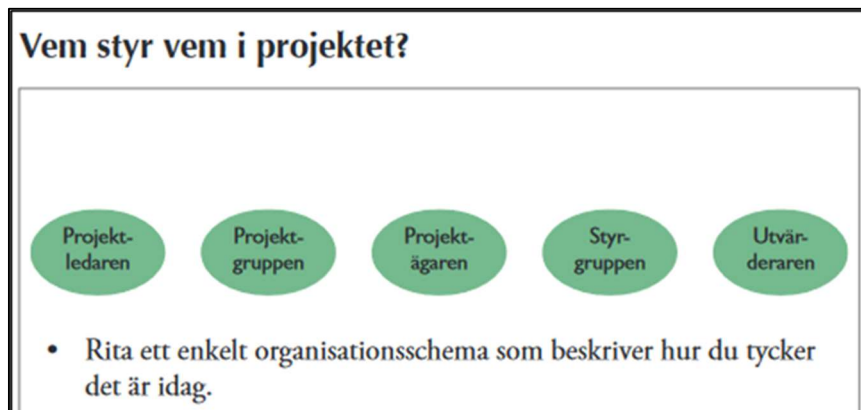 Vem styr vem i projektet?
Projekt-
ledaren
Projekt-
gruppen
Projekt-
ägaren
Styr-
gruppen
Utvär-
deraren
• Rita ett enkelt organisationsschema som beskriver hur du tycker
det är idag.